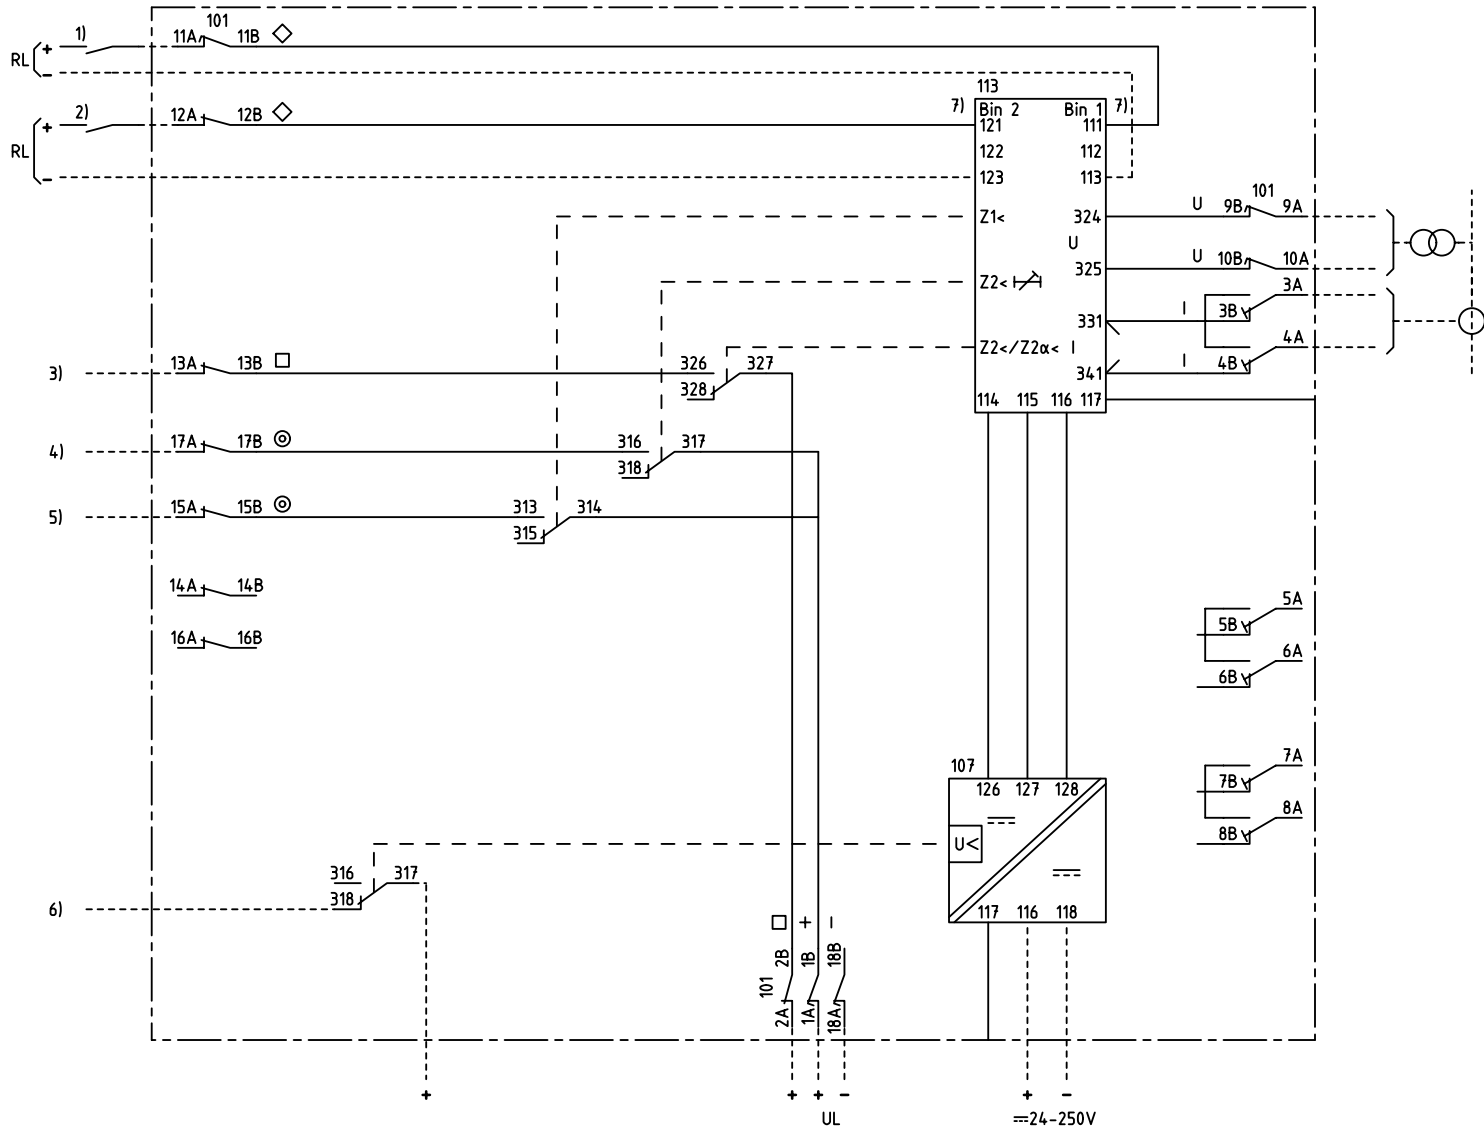 101
1) 11A 11B
RL + −
113
2) 12A 12B 7) Bin 2 Bin 1 7)
+ 121 111
RL 122 112
− 123 113
101
Z1< 324 U 9B 9A
U
325 U 10B 10A
Z2< 3A
331 I 3B
4A
Z2</Z2α< I
3) 13A 13B 326 327 341 I 4B
328 114 115 116 117
4) 17A 17B 316 317
318
5) 15A 15B 313 314
315
14A 14B 5A
5B
16A 16B 6A
6B
107 7A
126 127 128 7B
8A
U< 8B
316 317
318
6) 117 116 118
+ −
2B 1B 18B
101
2A 1A 18A
+ + + − + −
UL 24-250V